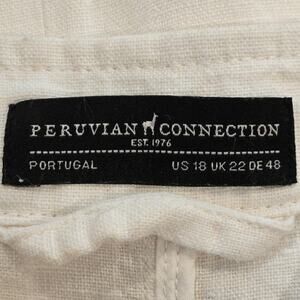 PERUVIAN CONNECTION
EST. 1976
PORTUGAL US 18 UK 22 DE 48